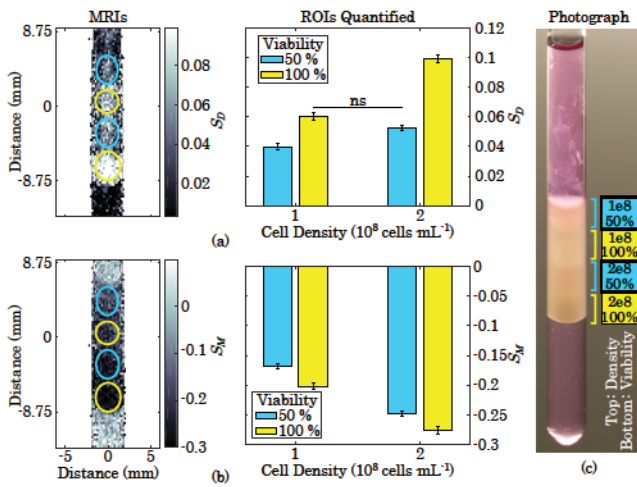 MRIs
ROIs Quantified
Photograph
8.75
0
-8.75
Distance (mm)
0.08
0.06
0.04
0.02
S_D
(a)
Viability
50 %
100 %
ns
0.12
0.1
0.08
0.06
0.04
0.02
0
S_D
1
2
Cell Density (10⁸ cells·mL⁻¹)
8.75
0
-8.75
Distance (mm)
-5
0
5
Distance (mm)
0
-0.1
-0.2
-0.3
S_M
(b)
Viability
50 %
100 %
0
-0.05
-0.1
-0.15
-0.2
-0.25
-0.3
S_M
1
2
Cell Density (10⁸ cells·mL⁻¹)
1e8
50%
1e8
100%
2e8
50%
2e8
100%
Top: Density
Bottom: Viability
(c)